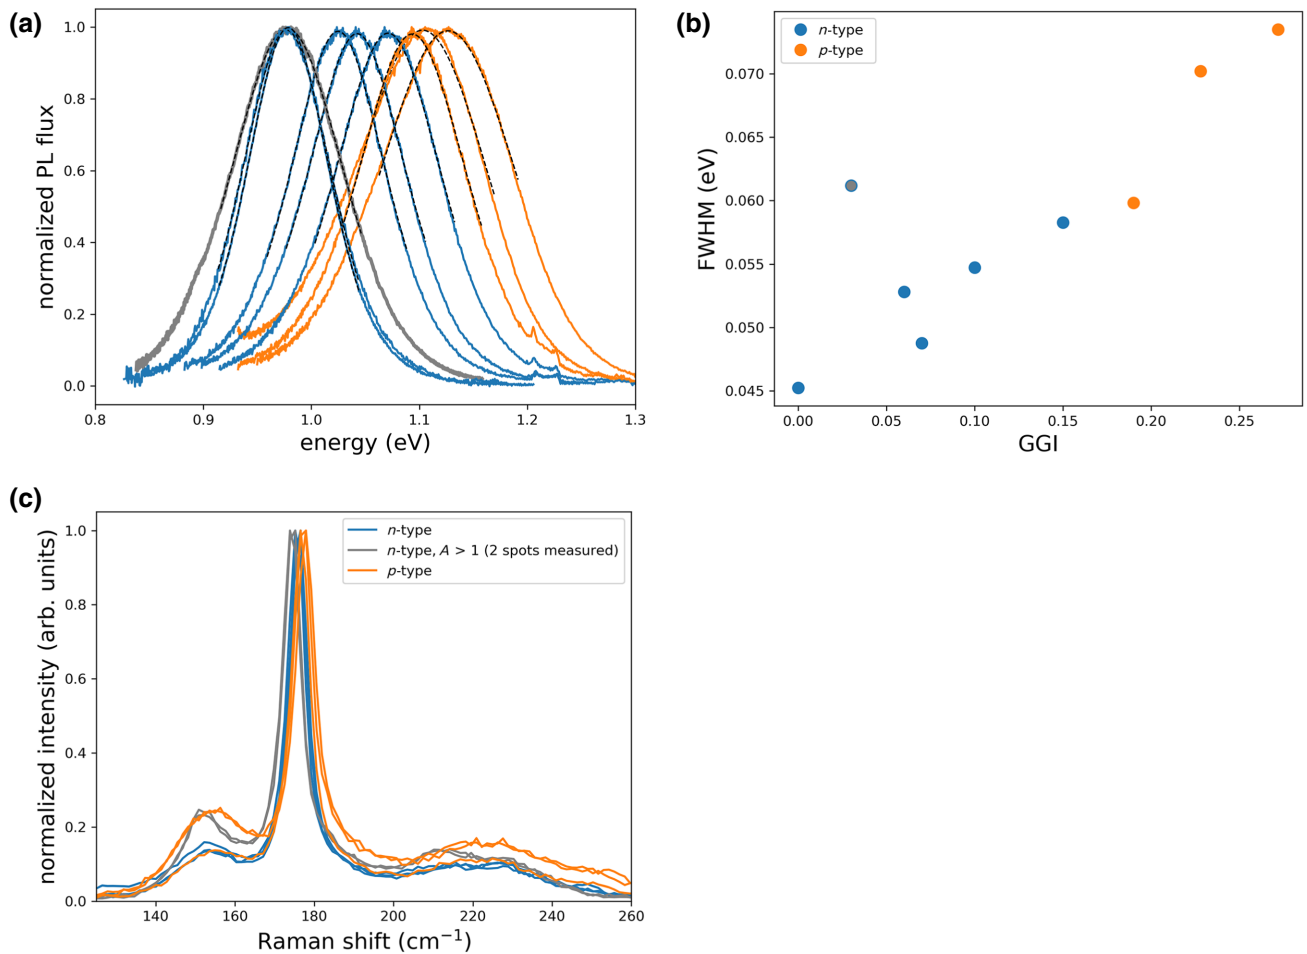 (a)
normalized PL flux
1.0
0.8
0.6
0.4
0.2
0.0
0.8 0.9 1.0 1.1 1.2 1.3
energy (eV)
(b)
n-type
p-type
FWHM (eV)
0.070
0.065
0.060
0.055
0.050
0.045
0.00 0.05 0.10 0.15 0.20 0.25
GGI
(c)
n-type
n-type, A > 1 (2 spots measured)
p-type
normalized intensity (arb. units)
1.0
0.8
0.6
0.4
0.2
0.0
140 160 180 200 220 240 260
Raman shift (cm⁻¹)